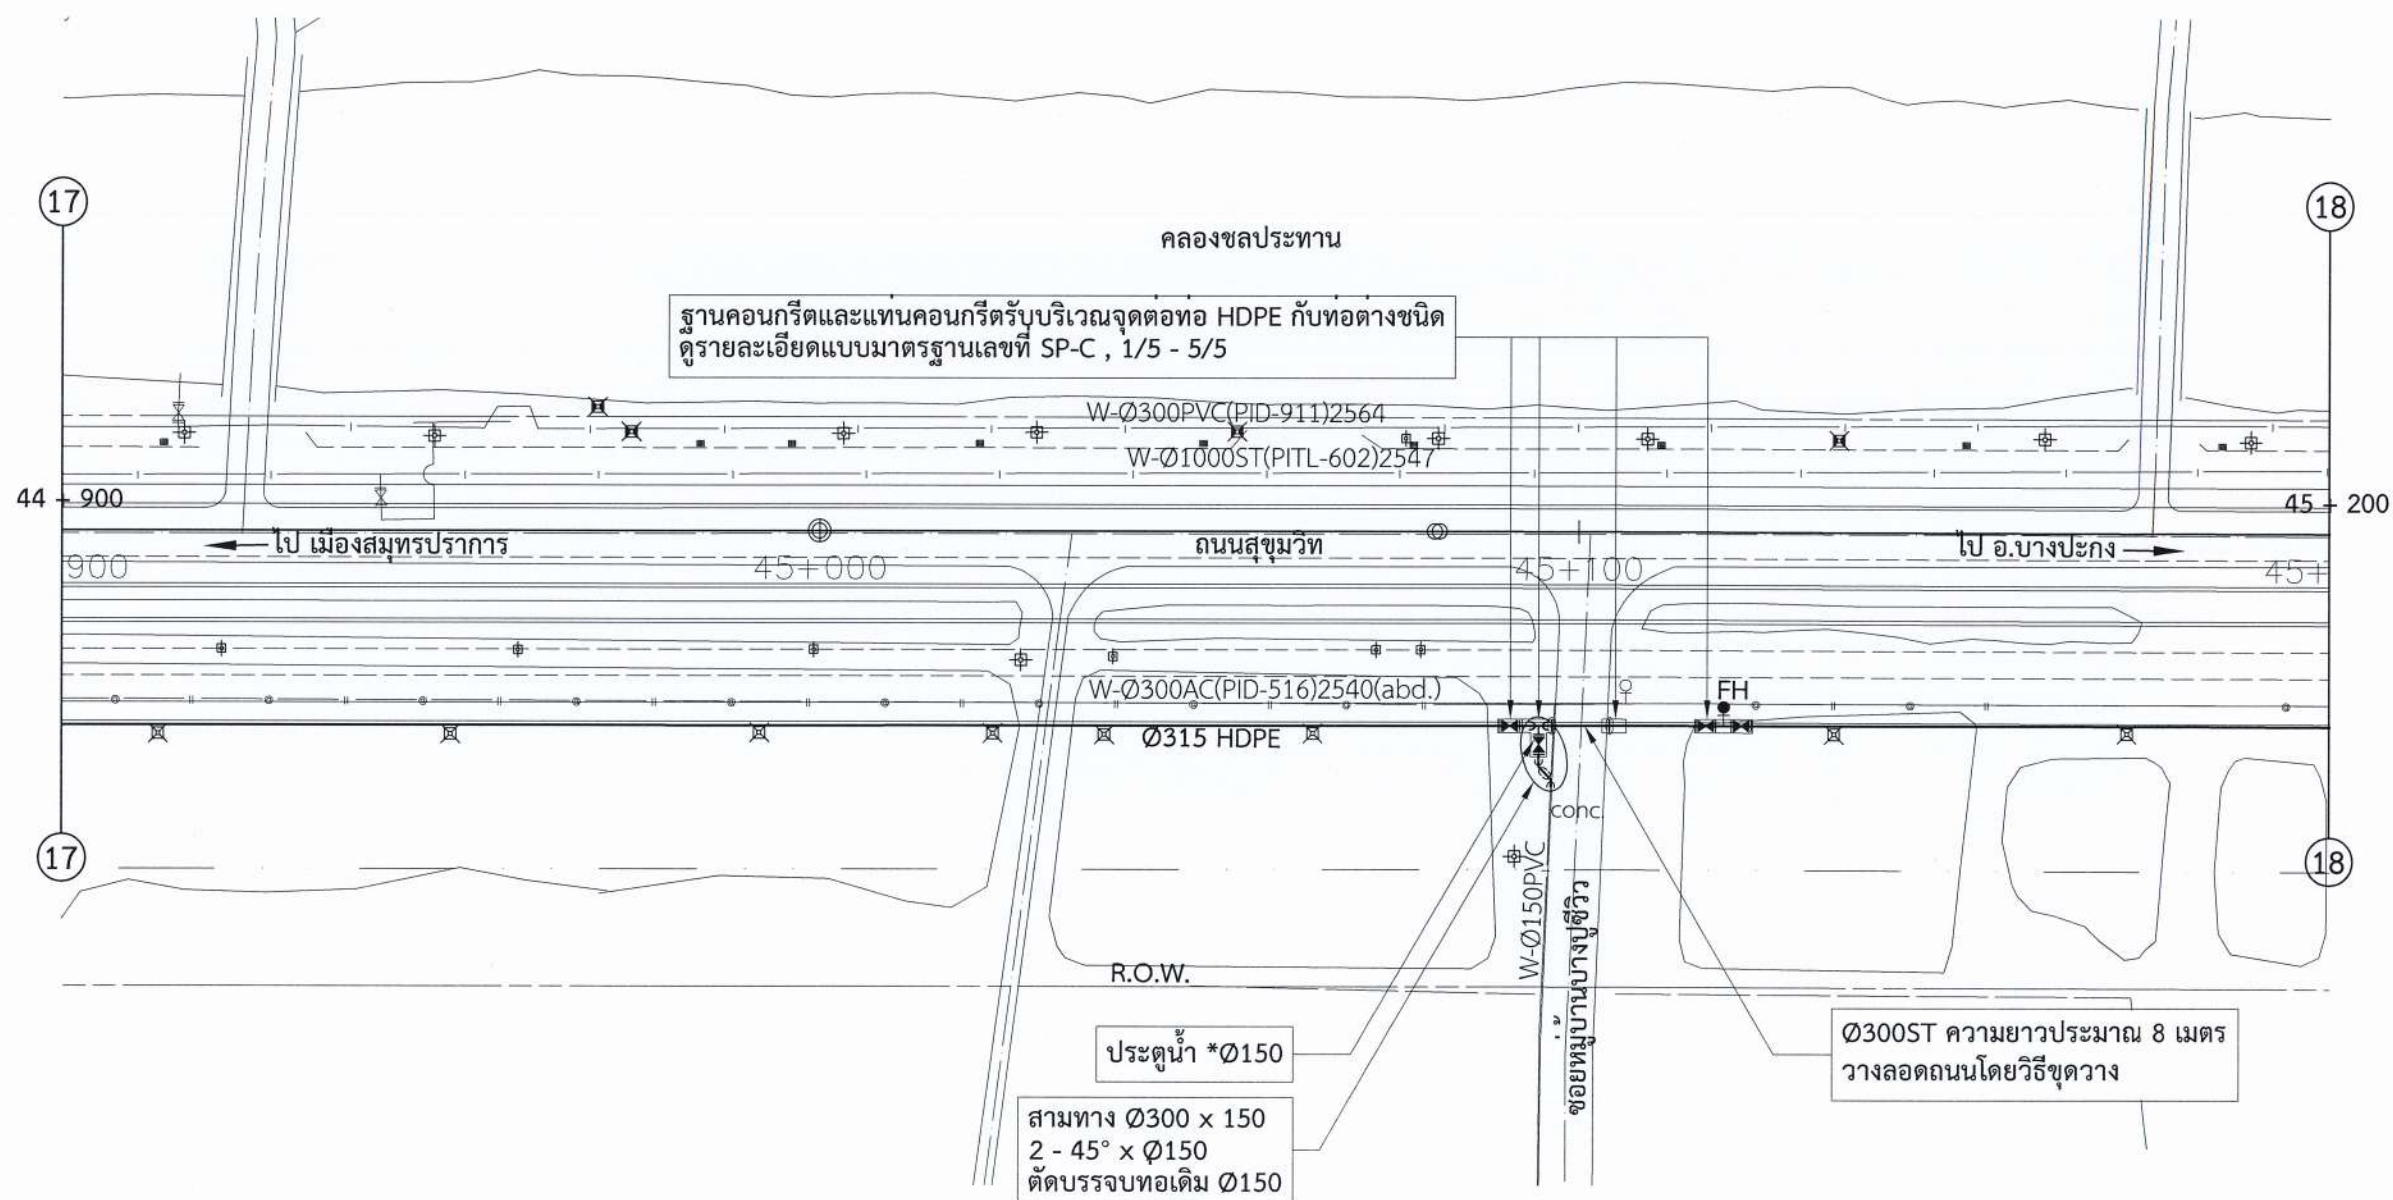 17
18
คลองชลประทาน
ฐานคอนกรีตและแท่นคอนกรีตรับบริเวณจุดต่อท่อ HDPE กับท่อต่างชนิด
ดูรายละเอียดแบบมาตรฐานเลขที่ SP-C , 1/5 - 5/5
W-Ø300PVC(PID-911)2564
W-Ø1000ST(PITL-602)2547
44 + 900
45 + 200
ไป เมืองสมุทรปราการ
ถนนสุขุมวิท
ไป อ.บางปะกง
900
45+000
45+100
45+
W-Ø300AC(PID-516)2540(abd.)
FH
Ø315 HDPE
conc.
17
18
W-Ø150PVC
ซอยหมู่บ้านบางปูชีววิว
R.O.W.
ประตูน้ำ *Ø150
Ø300ST ความยาวประมาณ 8 เมตร
วางลอดถนนโดยวิธีขุดวาง
สามทาง Ø300 x 150
2 - 45° x Ø150
ตัดบรรจบท่อเดิม Ø150